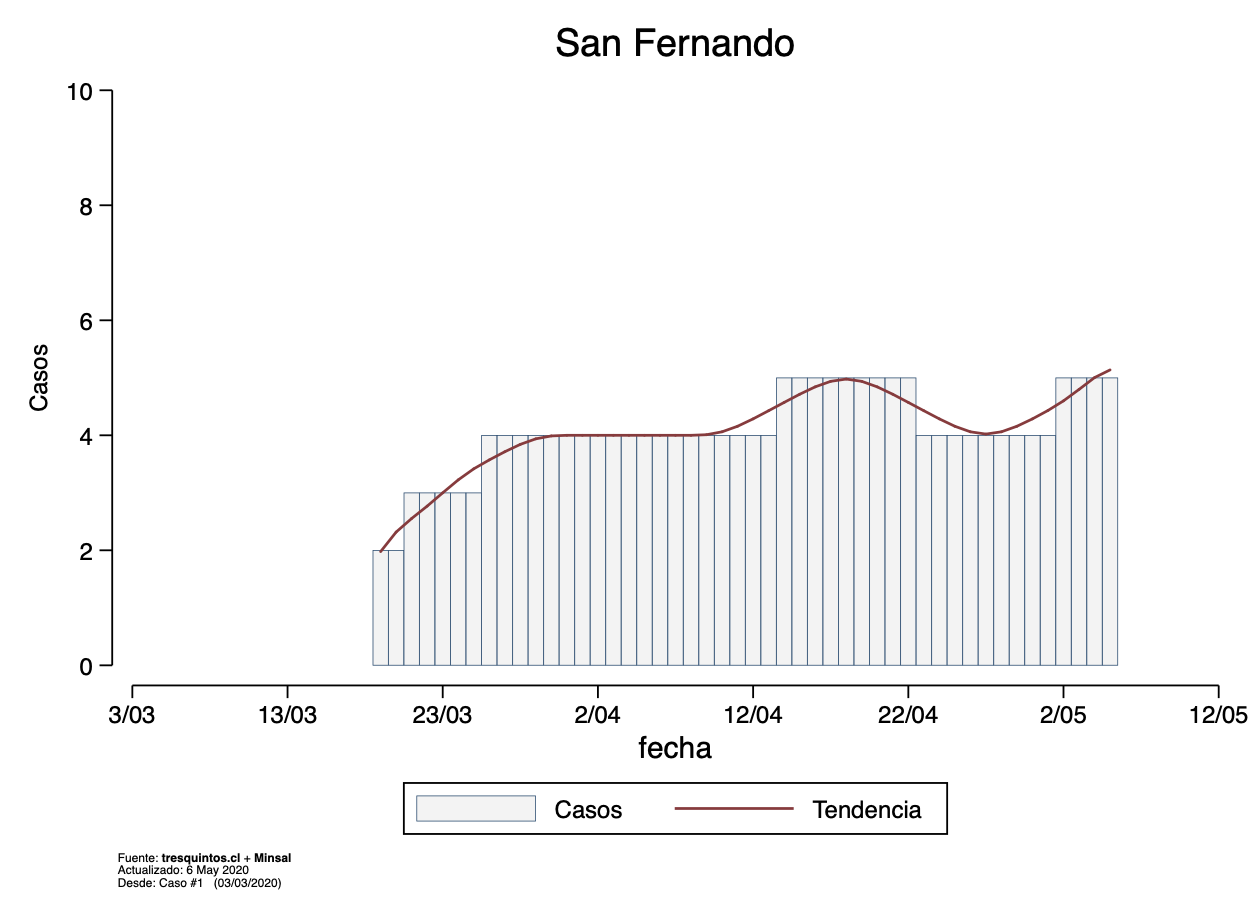 San Fernando
10
8
6
4
2
0
Casos
3/03 13/03 23/03 2/04 12/04 22/04 2/05 12/05
fecha
Casos Tendencia
Fuente: tresquintos.cl + Minsal
Actualizado: 6 May 2020
Desde: Caso #1 (03/03/2020)